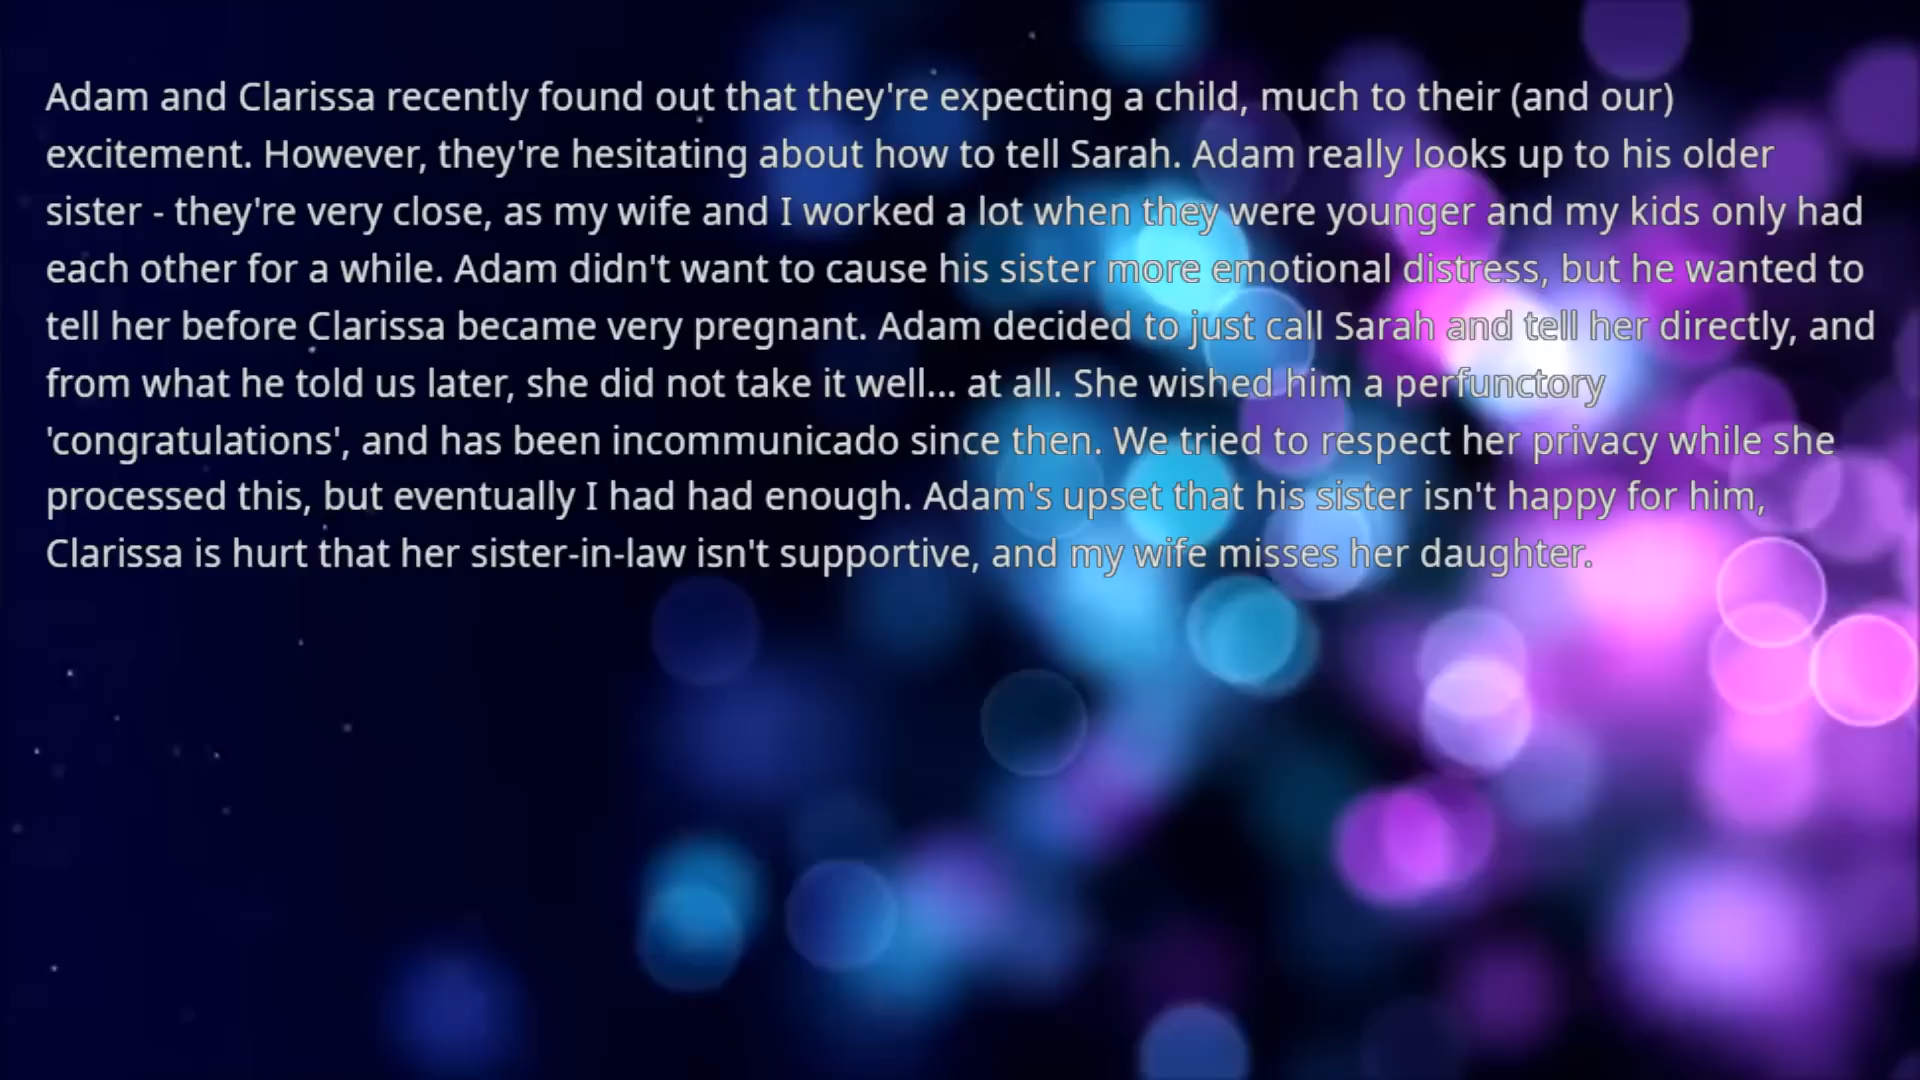 Adam and Clarissa recently found out that they're expecting a child, much to their (and our)
excitement. However, they're hesitating about how to tell Sarah. Adam really looks up to his older
sister - they're very close, as my wife and I worked a lot when they were younger and my kids only had
each other for a while. Adam didn't want to cause his sister more emotional distress, but he wanted to
tell her before Clarissa became very pregnant. Adam decided to just call Sarah and tell her directly, and
from what he told us later, she did not take it well... at all. She wished him a perfunctory
'congratulations', and has been incommunicado since then. We tried to respect her privacy while she
processed this, but eventually I had had enough. Adam's upset that his sister isn't happy for him,
Clarissa is hurt that her sister-in-law isn't supportive, and my wife misses her daughter.